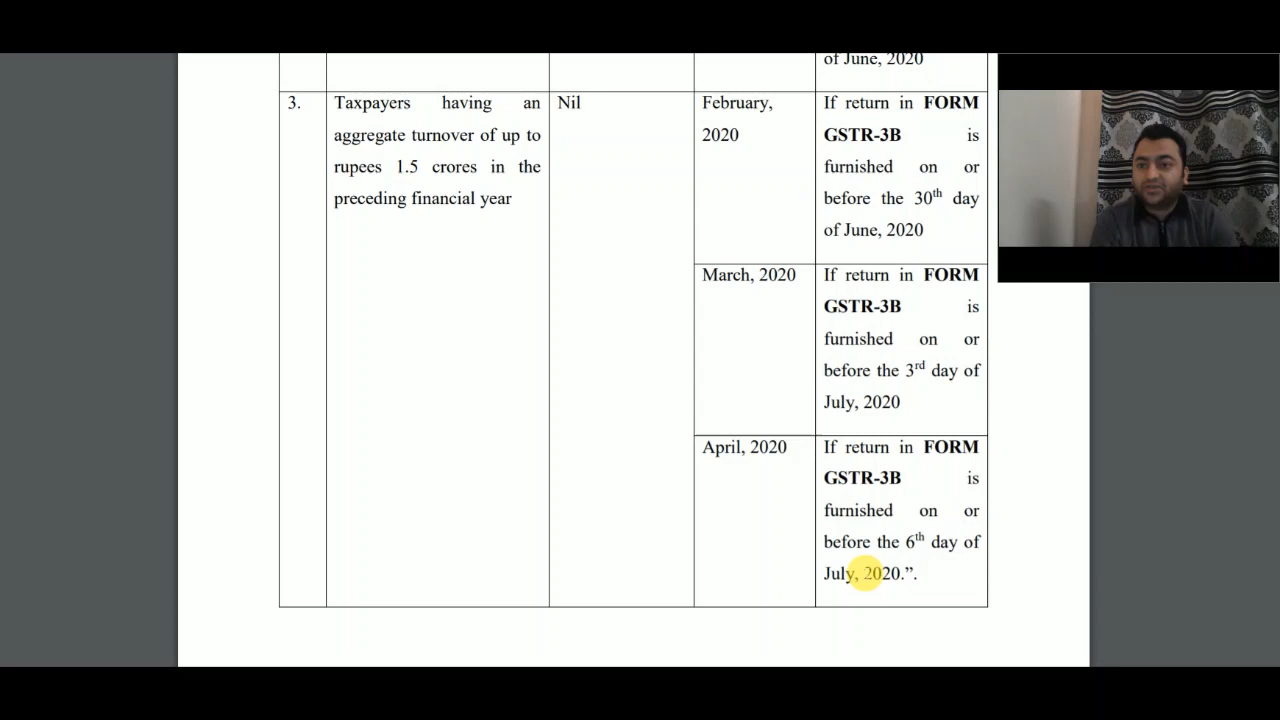 of June, 2020
3.
Taxpayers having an
aggregate turnover of up to
rupees 1.5 crores in the
preceding financial year
Nil
February,
2020
If return in FORM
GSTR-3B is
furnished on or
before the 30th day
of June, 2020
March, 2020
If return in FORM
GSTR-3B is
furnished on or
before the 3rd day of
July, 2020
April, 2020
If return in FORM
GSTR-3B is
furnished on or
before the 6th day of
July, 2020.”.